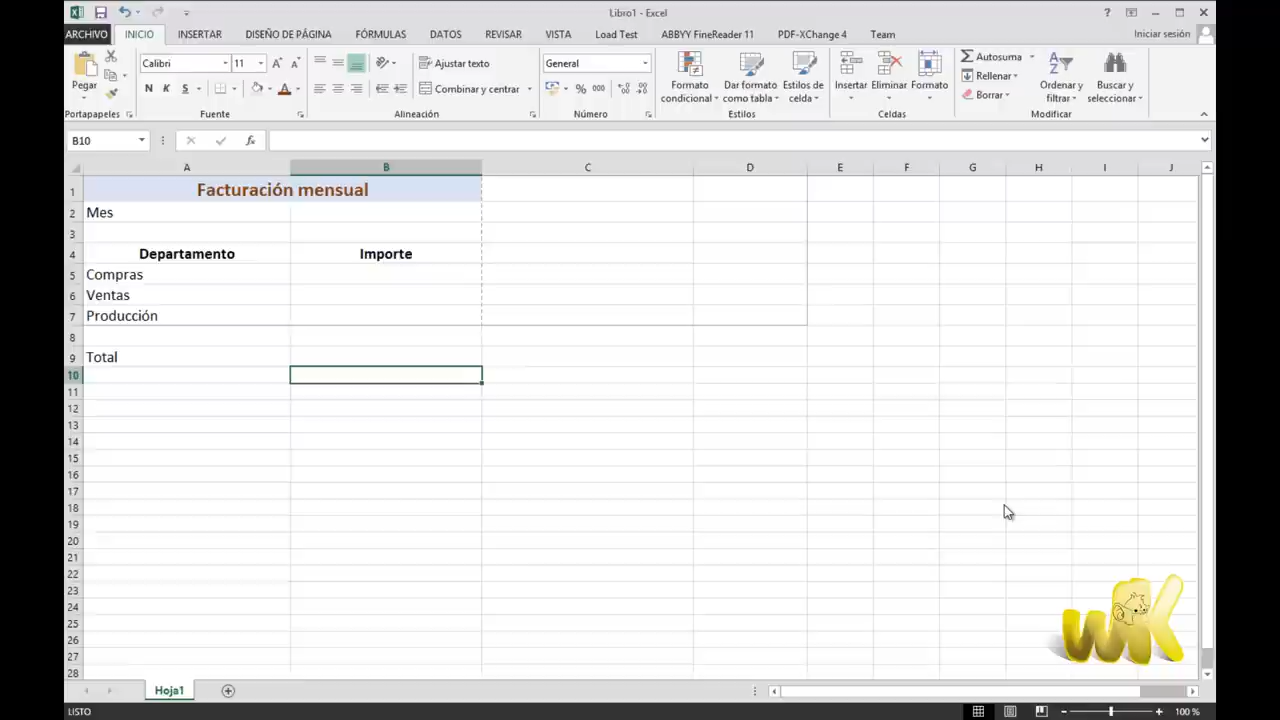 Libro1 - Excel
ARCHIVO INICIO INSERTAR DISEÑO DE PÁGINA FÓRMULAS DATOS REVISAR VISTA Load Test ABBYY FineReader 11 PDF-XChange 4 Team Iniciar sesión
Pegar
Calibri 11
N K S
Ajustar texto
Combinar y centrar
General
% 000
Formato condicional
Dar formato como tabla
Estilos de celda
Insertar Eliminar Formato
Autosuma
Rellenar
Borrar
Ordenar y filtrar
Buscar y seleccionar
Portapapeles Fuente Alineación Número Estilos Celdas Modificar
B10 fx
A B C D E F G H I J
1 Facturación mensual
2 Mes
3
4 Departamento Importe
5 Compras
6 Ventas
7 Producción
8
9 Total
10
11
12
13
14
15
16
17
18
19
20
21
22
23
24
25
26
27
28
WK
Hoja1
LISTO 100 %